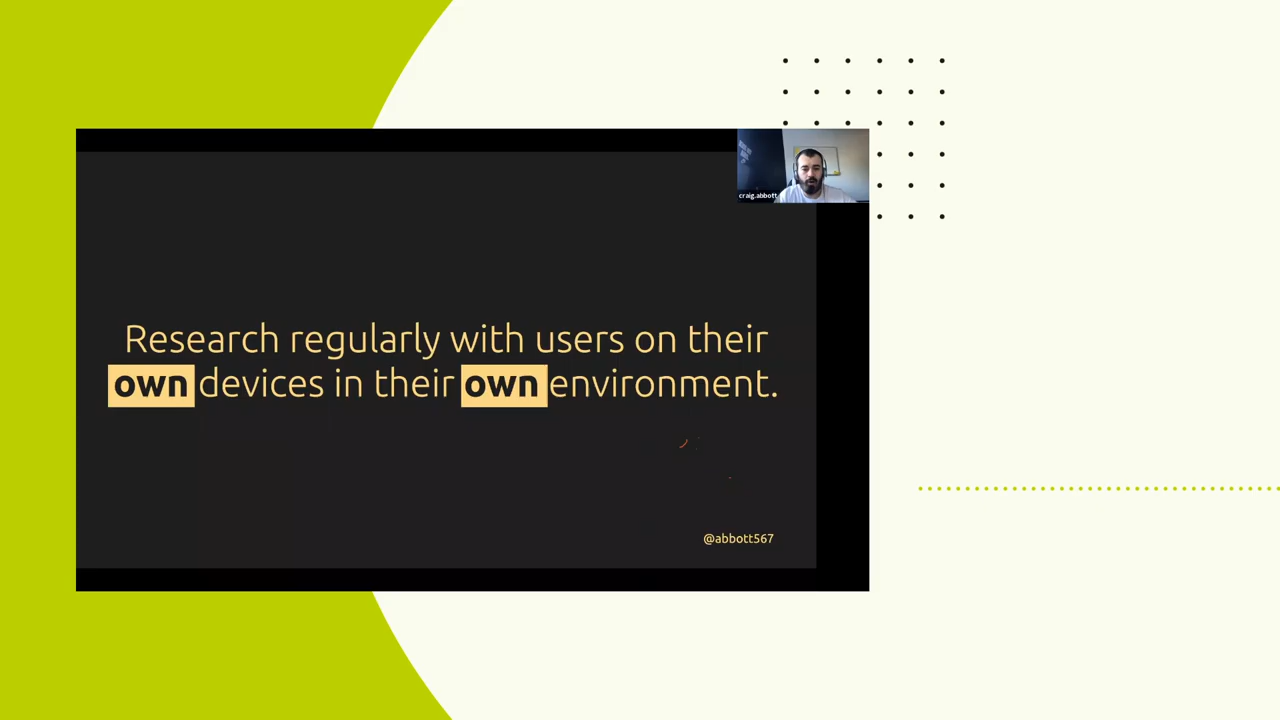 craig.abbott
Research regularly with users on their
own devices in their own environment.
@abbott567